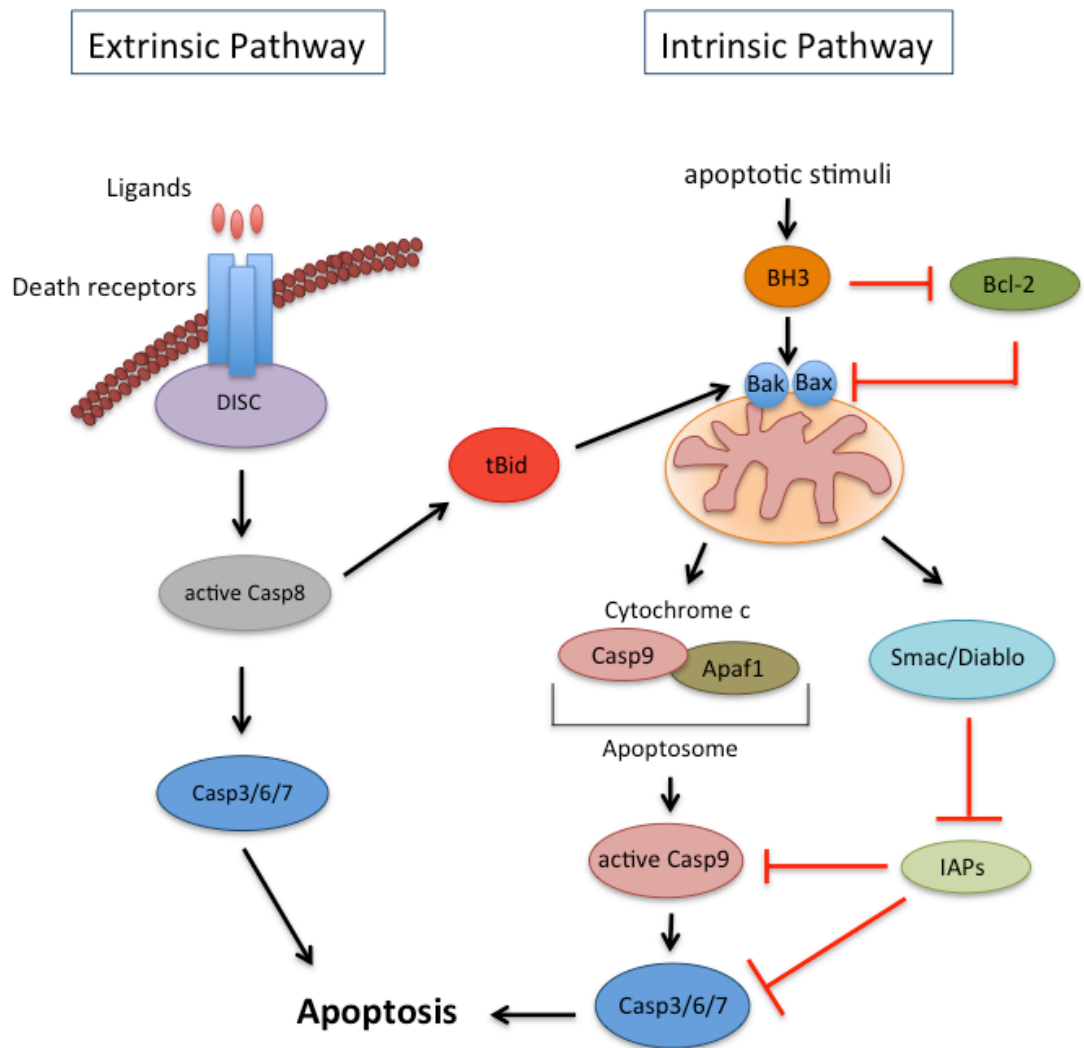 Extrinsic Pathway
Intrinsic Pathway
Ligands
Death receptors
DISC
active Casp8
Casp3/6/7
tBid
apoptotic stimuli
BH3
Bcl-2
Bak
Bax
Cytochrome c
Casp9
Apaf1
Apoptosome
Smac/Diablo
active Casp9
IAPs
Casp3/6/7
Apoptosis